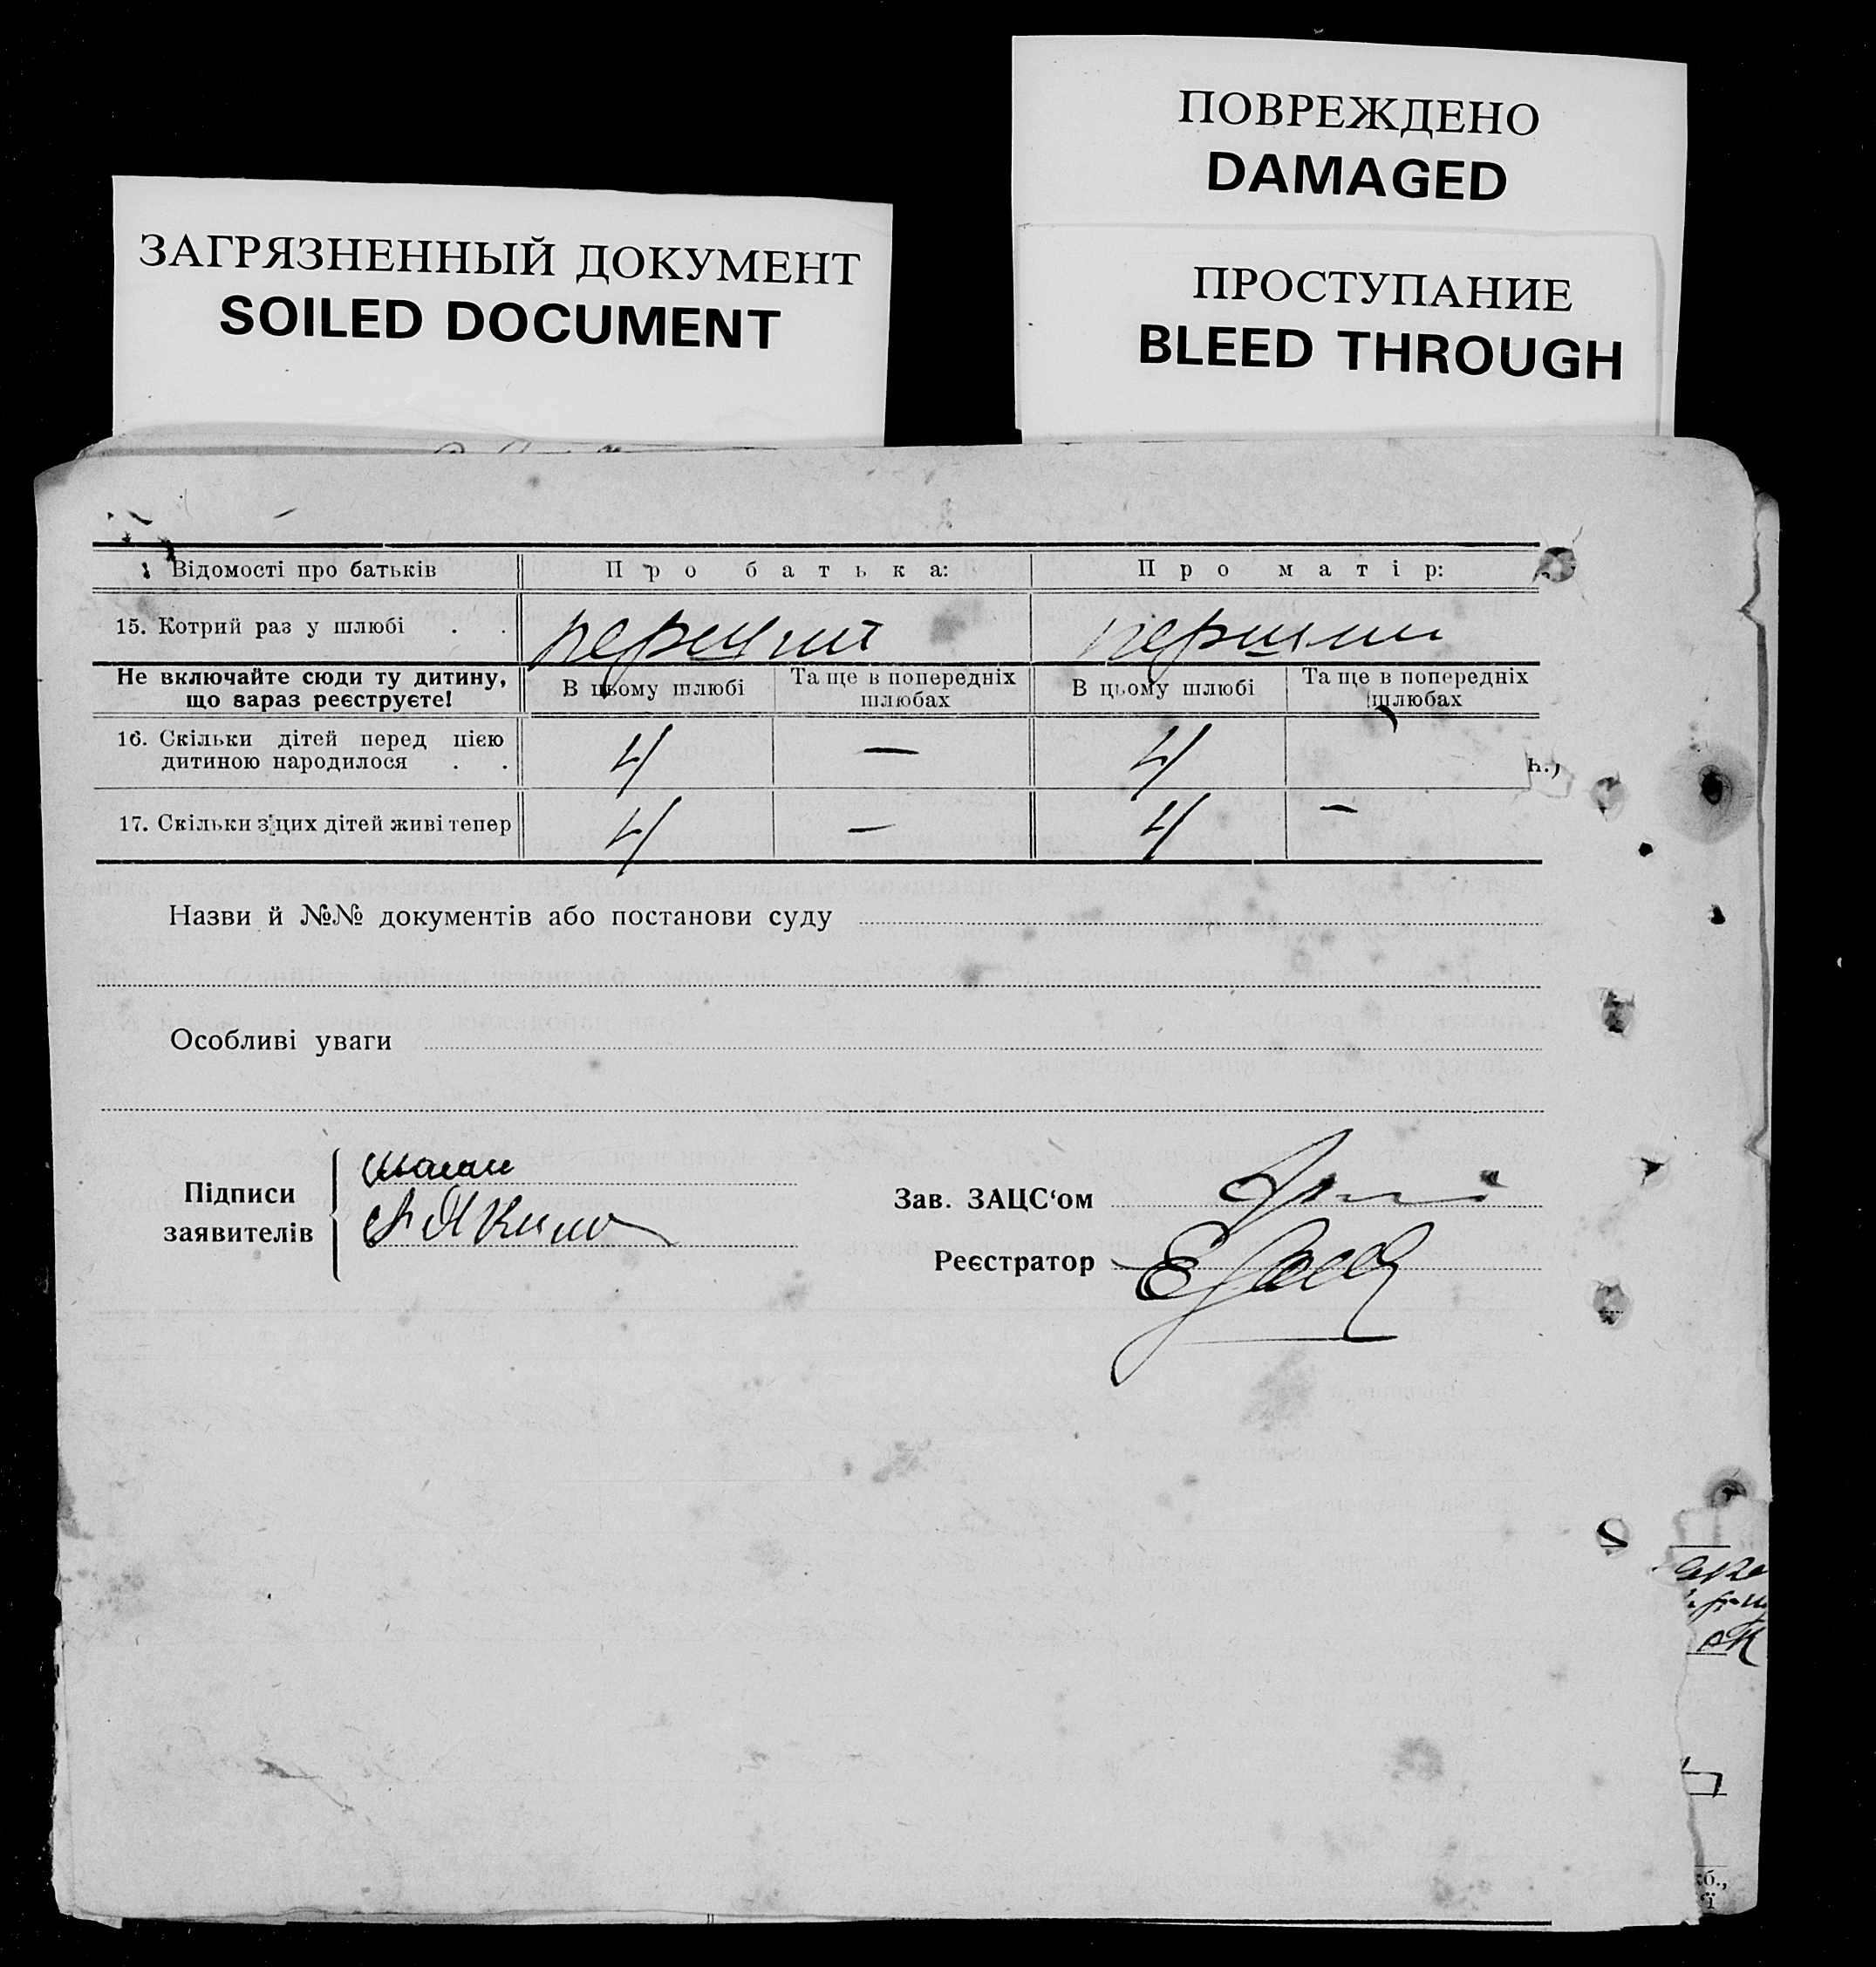 ПОВРЕЖДЕНО
DAMAGED
ЗАГРЯЗНЕННЫЙ ДОКУМЕНТ
SOILED DOCUMENT
ПРОСТУПАНИЕ
BLEED THROUGH
Відомості про батьків Про батька: Про матір:
15. Котрий раз у шлюбі . . перший
Не включайте сюди ту дитину, що зараз реєструєте! В цьому шлюбі Та ще в попередніх шлюбах В цьому шлюбі Та ще в попередніх шлюбах
16. Скільки дітей перед цією
дитиною народилося . . 4 — 4
17. Скільки з цих дітей живі тепер 4 — 4 —
Назви й №№ документів або постанови суду
Особливі уваги
Підписи
заявителів
Зав. ЗАЦС‘ом
Реєстратор